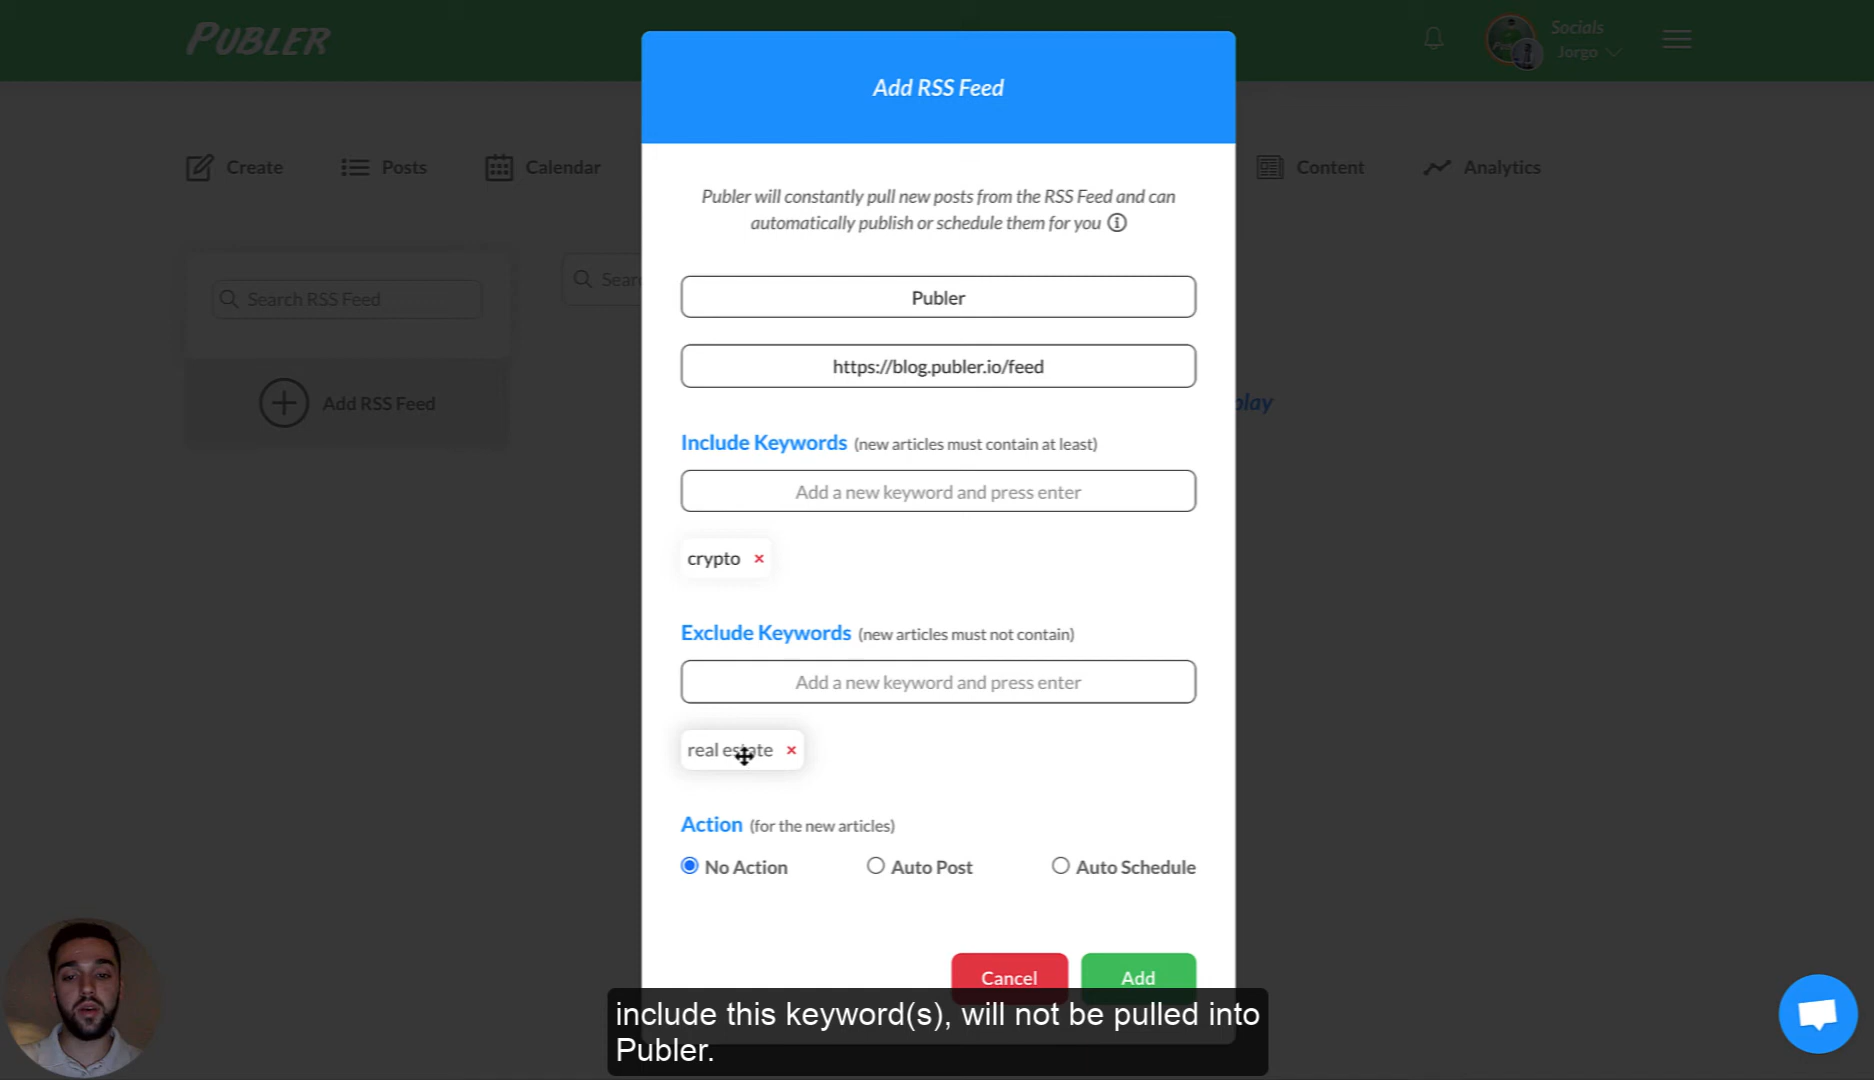 PUBLER
Socials
Jorgo
Add RSS Feed
Create
Posts
Calendar
Content
Analytics
Publer will constantly pull new posts from the RSS Feed and can
automatically publish or schedule them for you
Search RSS Feed
Sear
Publer
https://blog.publer.io/feed
Add RSS Feed
play
Include Keywords (new articles must contain at least)
Add a new keyword and press enter
crypto ×
Exclude Keywords (new articles must not contain)
Add a new keyword and press enter
real estate ×
Action (for the new articles)
No Action
Auto Post
Auto Schedule
Cancel
Add
include this keyword(s), will not be pulled into
Publer.